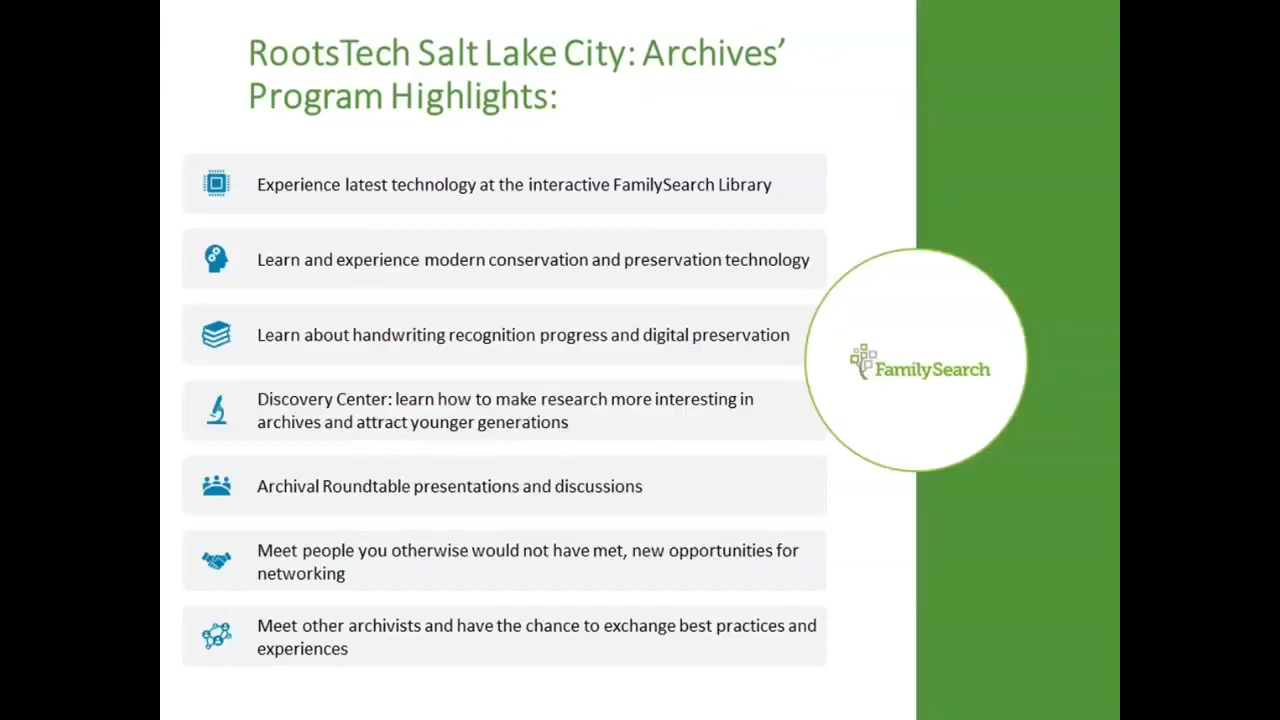 RootsTech Salt Lake City: Archives’
Program Highlights:
Experience latest technology at the interactive FamilySearch Library
Learn and experience modern conservation and preservation technology
Learn about handwriting recognition progress and digital preservation
Discovery Center: learn how to make research more interesting in
archives and attract younger generations
Archival Roundtable presentations and discussions
Meet people you otherwise would not have met, new opportunities for
networking
Meet other archivists and have the chance to exchange best practices and
experiences
FamilySearch